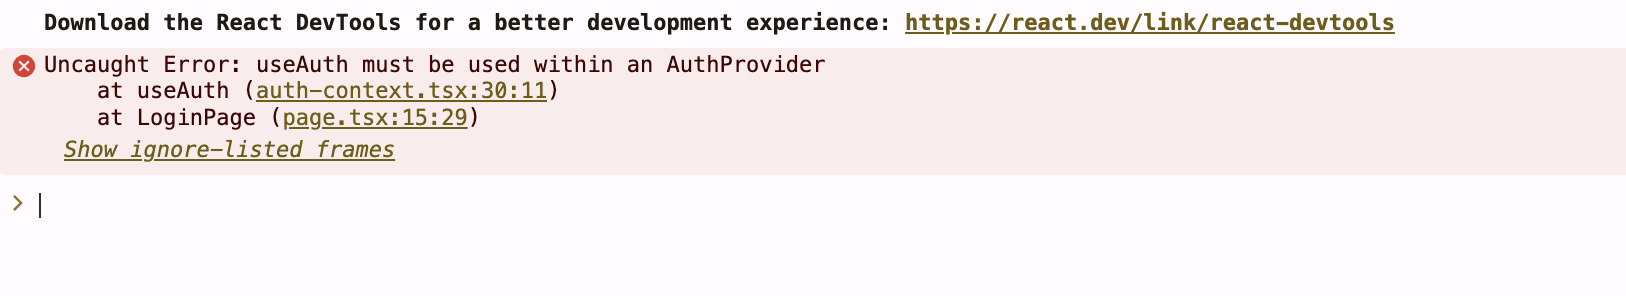 Download the React DevTools for a better development experience: https://react.dev/link/react-devtools
Uncaught Error: useAuth must be used within an AuthProvider
    at useAuth (auth-context.tsx:30:11)
    at LoginPage (page.tsx:15:29)
Show ignore-listed frames
>